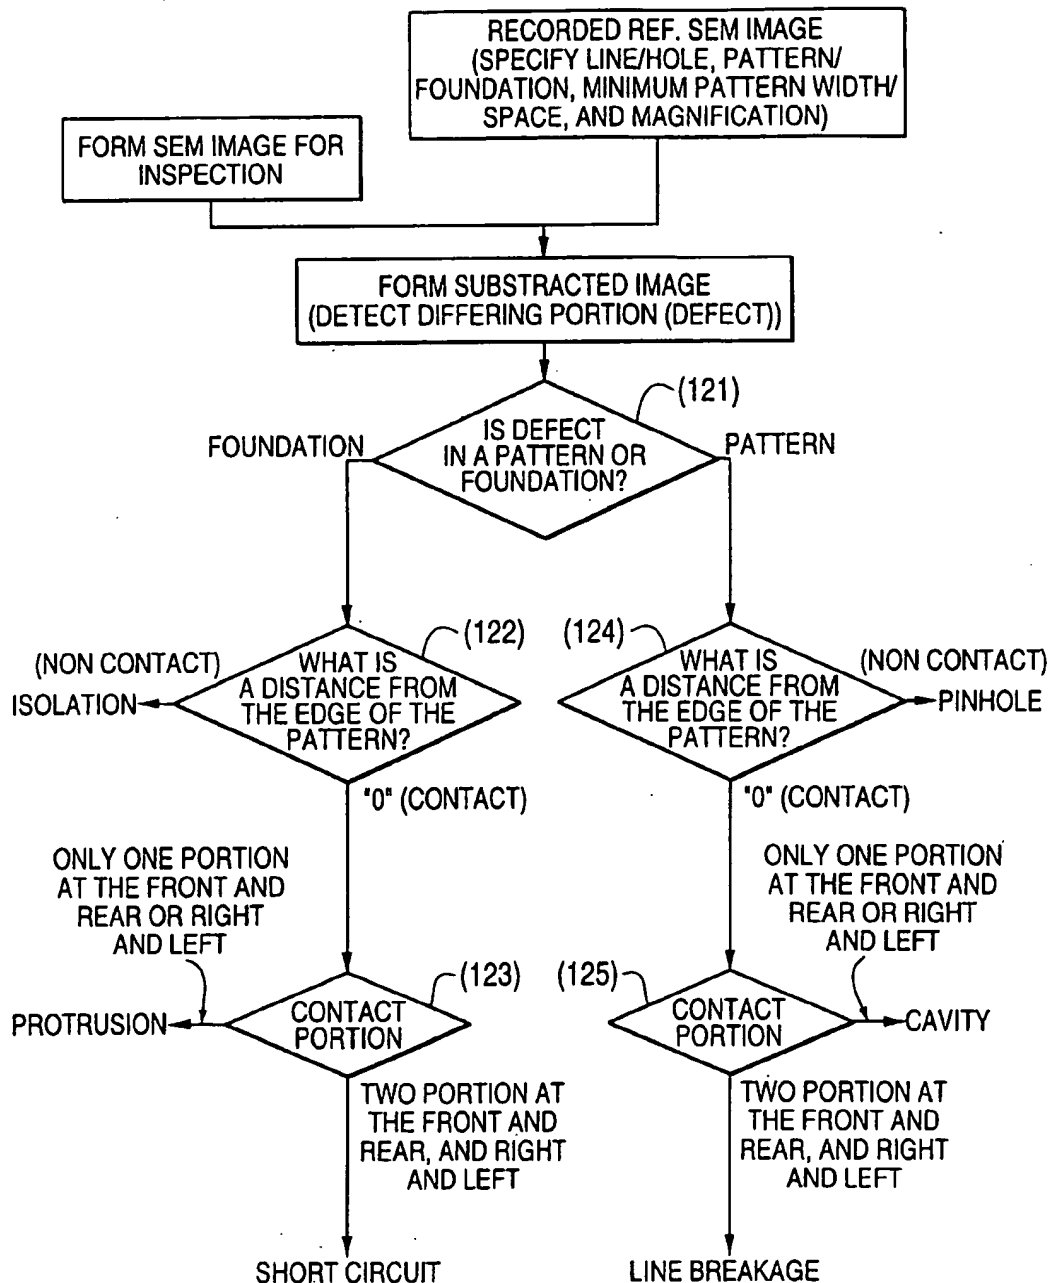 RECORDED REF. SEM IMAGE
(SPECIFY LINE/HOLE, PATTERN/
FOUNDATION, MINIMUM PATTERN WIDTH/
SPACE, AND MAGNIFICATION)
FORM SEM IMAGE FOR
INSPECTION
FORM SUBSTRACTED IMAGE
(DETECT DIFFERING PORTION (DEFECT))
(121)
IS DEFECT
IN A PATTERN OR
FOUNDATION?
FOUNDATION
PATTERN
(122)
WHAT IS
A DISTANCE FROM
THE EDGE OF THE
PATTERN?
(NON CONTACT)
ISOLATION
"0" (CONTACT)
(124)
WHAT IS
A DISTANCE FROM
THE EDGE OF THE
PATTERN?
(NON CONTACT)
PINHOLE
"0" (CONTACT)
ONLY ONE PORTION
AT THE FRONT AND
REAR OR RIGHT
AND LEFT
(123)
CONTACT
PORTION
PROTRUSION
TWO PORTION AT
THE FRONT AND
REAR, AND RIGHT
AND LEFT
SHORT CIRCUIT
ONLY ONE PORTION
AT THE FRONT AND
REAR OR RIGHT
AND LEFT
(125)
CONTACT
PORTION
CAVITY
TWO PORTION AT
THE FRONT AND
REAR, AND RIGHT
AND LEFT
LINE BREAKAGE